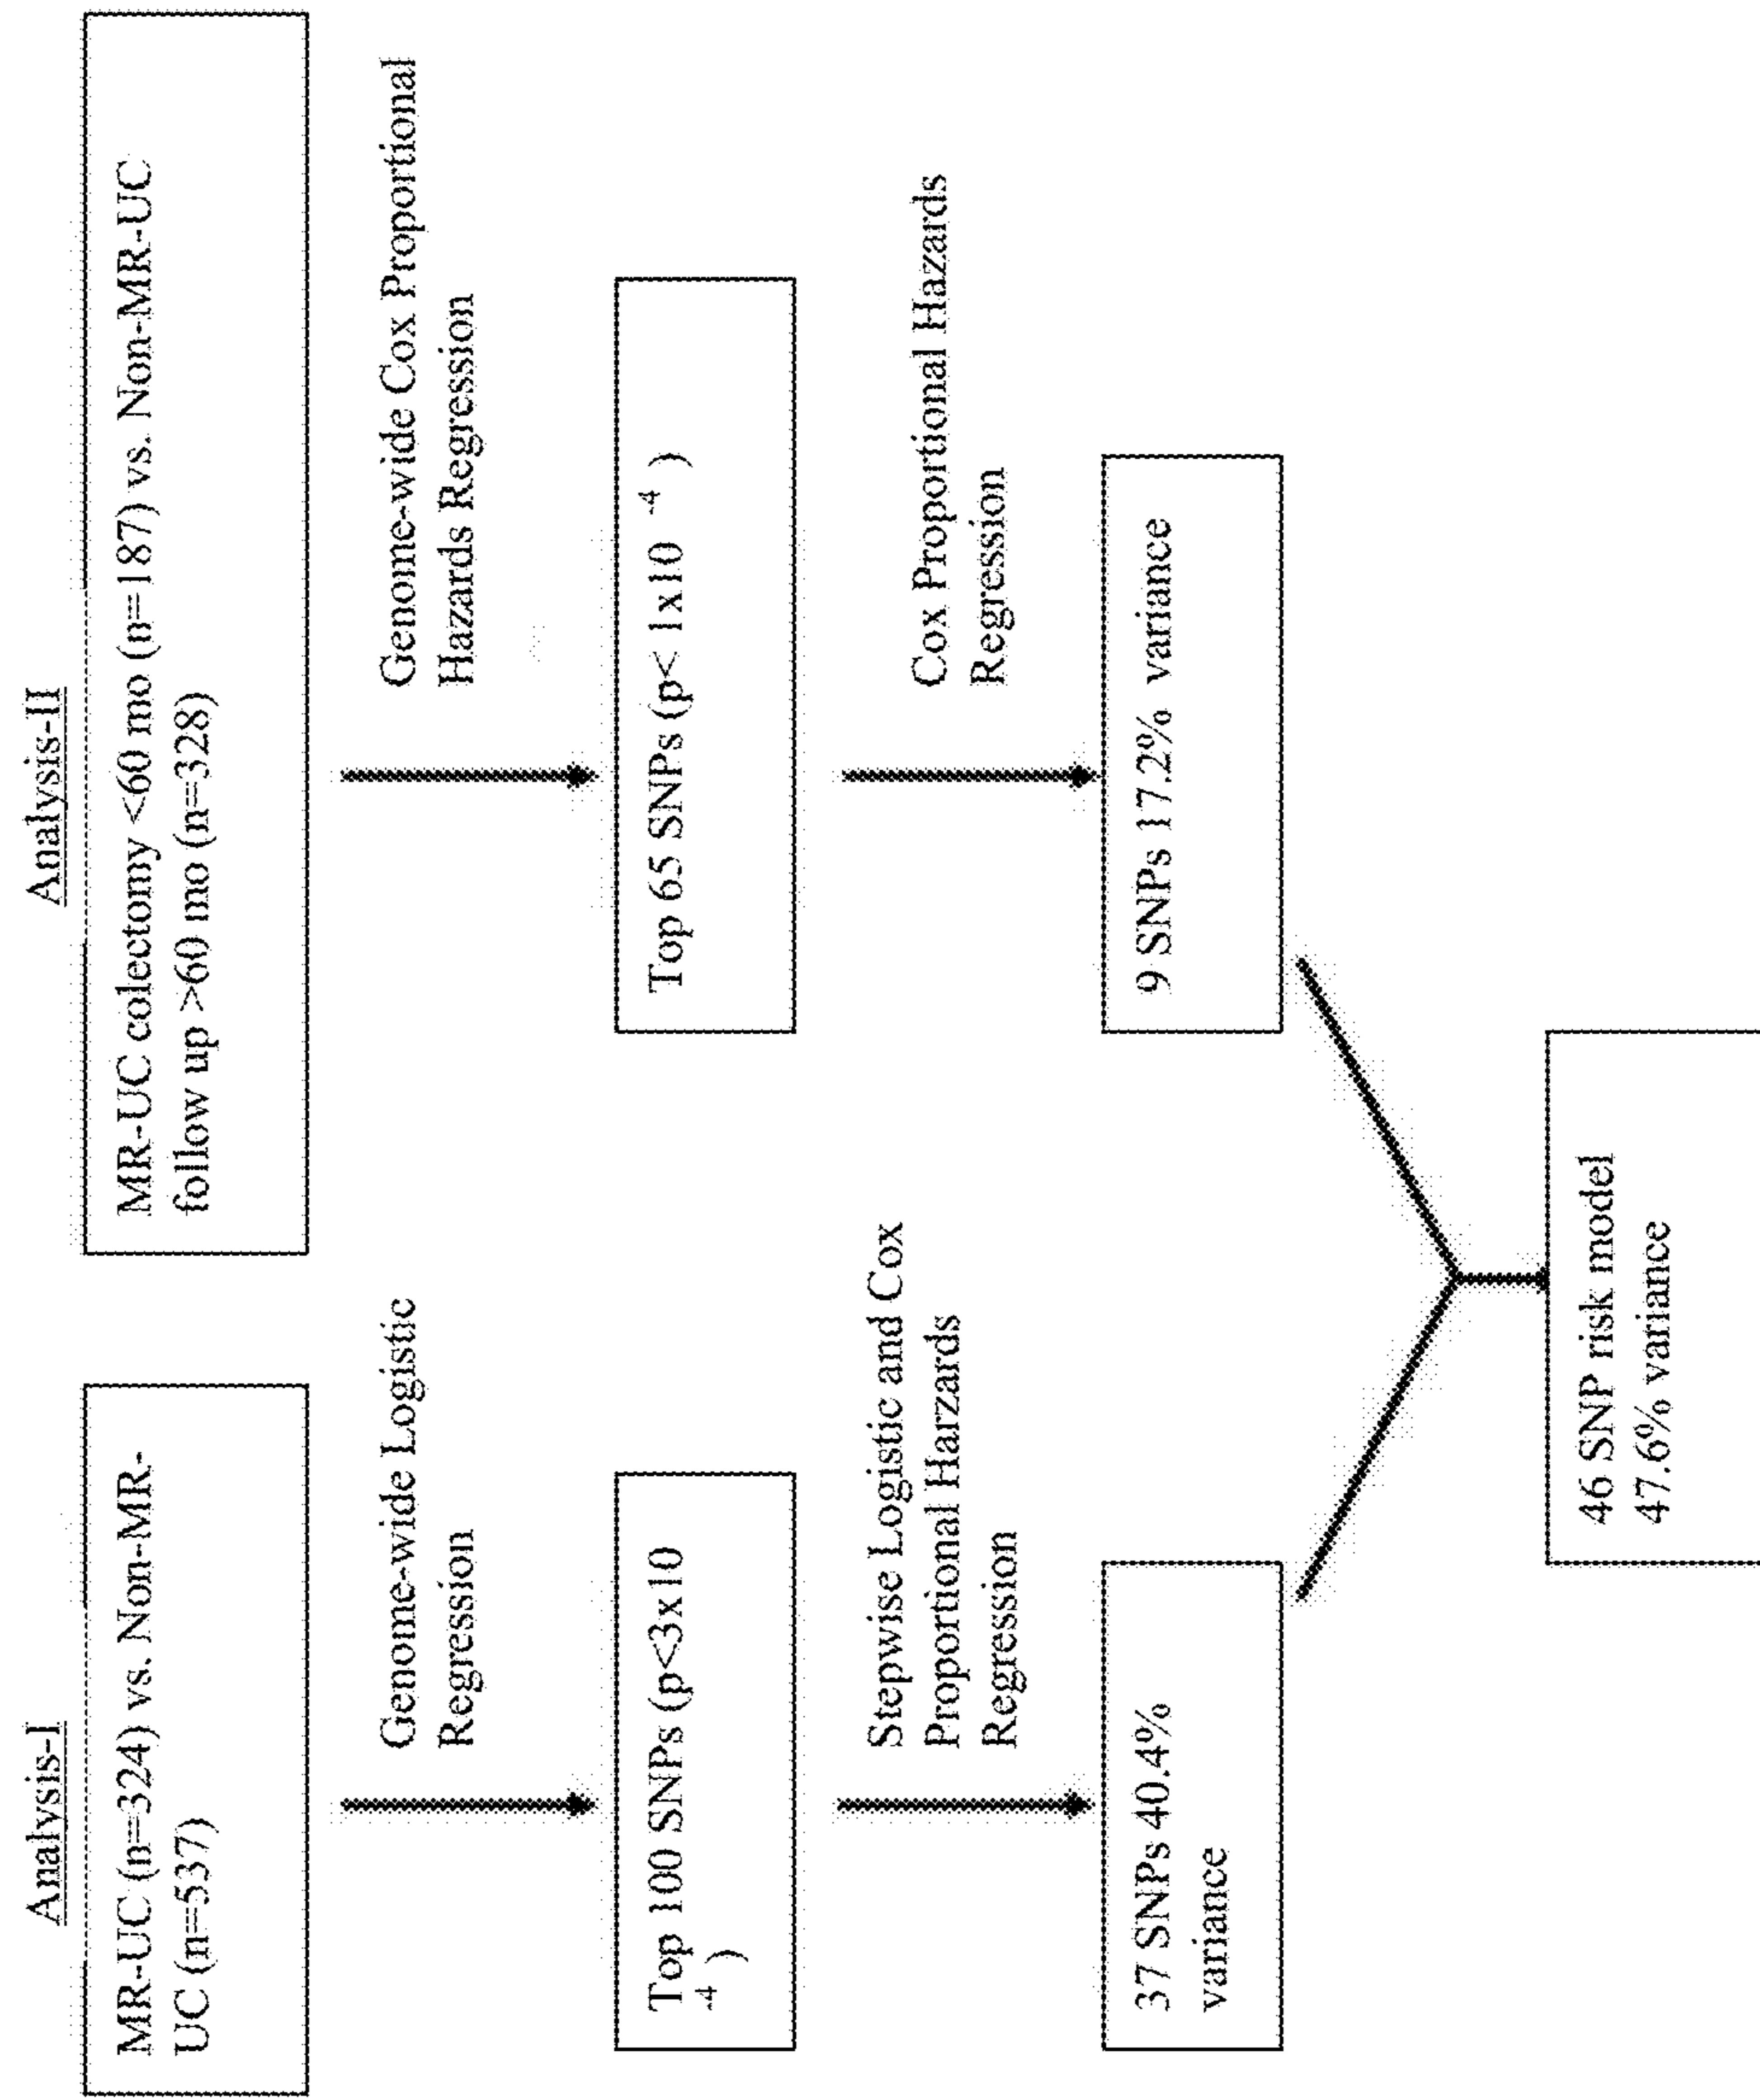 Analysis-I
MR-UC (n=324) vs. Non-MR-
UC (n=537)
Genome-wide Logistic
Regression
Top 100 SNPs (p<3x10
-4 )
Stepwise Logistic and Cox
Proportional Harzards
Regression
37 SNPs 40.4%
variance
Analysis-II
MR-UC colectomy <60 mo (n=187) vs. Non-MR-UC
follow up >60 mo (n=328)
Genome-wide Cox Proportional
Hazards Regression
Top 65 SNPs (p< 1x10 -4 )
Cox Proportional Hazards
Regression
9 SNPs 17.2% variance
46 SNP risk model
47.6% variance